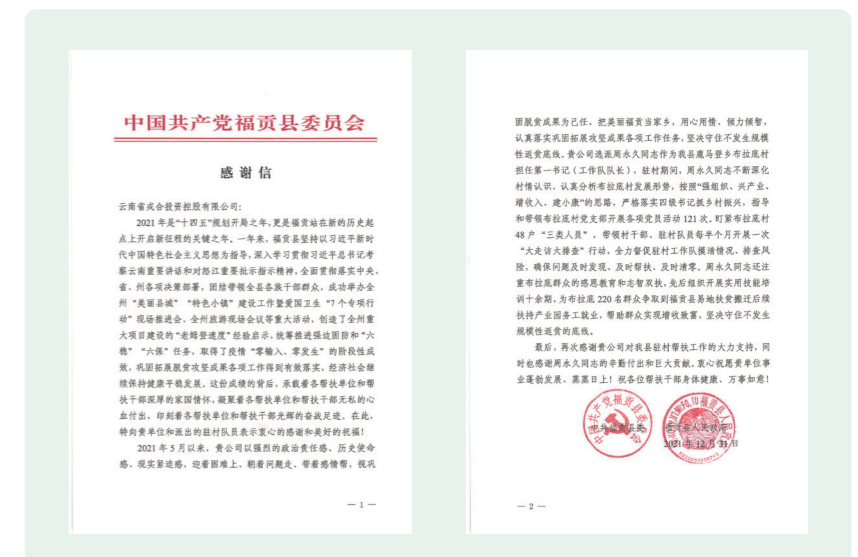 中国共产党福贡县委员会
感谢信
云南省戎合投资控股有限公司：
2021年是“十四五”规划开局之年，更是福贡站在新的历史起
点上开启新征程的关键之年。一年来，福贡县坚持以习近平新时
代中国特色社会主义思想为指导，深入学习贯彻习近平总书记考
察云南重要讲话和对怒江重要批示指示精神，全面贯彻落实中央、
省、州各项决策部署，团结带领全县各族干部群众，成功举办全
州“美丽县城”“特色小镇”建设工作暨爱国卫生“7个专项行
动”现场推进会、全州旅游现场会议等重大活动，创造了全州重
大项目建设的“老姆登速度”经验启示，统筹推进强边固防和“六
稳”“六保”任务，取得了疫情“零输入、零发生”的阶段性成
效，巩固拓展脱贫攻坚成果各项工作得到有效落实，经济社会继
续保持健康平稳发展。这份成绩的背后，承载着各帮扶单位和帮
扶干部深厚的家国情怀，凝聚着各帮扶单位和帮扶干部无私的心
血付出，印刻着各帮扶单位和帮扶干部光辉的奋战足迹。在此，
特向贵单位和派出的驻村队员表示衷心的感谢和美好的祝福！
2021年5月以来，贵公司以强烈的政治责任感、历史使命
感、现实紧迫感，迎着困难上、朝着问题走、带着感情帮，视巩
— 1 —
固脱贫成果为己任、把美丽福贡当家乡，用心用情、倾力倾智，
认真落实巩固拓展攻坚成果各项工作任务，坚决守住不发生规模
性返贫底线。贵公司选派周永久同志作为我县鹿马登乡布拉底村
担任第一书记（工作队队长），驻村期间，周永久同志不断深化
村情认识、认真分析布拉底村发展形势，按照“强组织、兴产业、
增收入、建小康”的思路，严格落实四级书记抓乡村振兴，指导
和带领布拉底村党支部开展各项党员活动121次。盯紧布拉底村
48户“三类人员”，带领村干部、驻村队员每半个月开展一次
“大走访大排查”行动，全力督促驻村工作队摸清情况、排查风
险，确保问题及时发现、及时帮扶、及时清零。周永久同志还注
重布拉底群众的感恩教育和志智双扶，先后组织开展实用技能培
训十余期，为布拉底220名群众争取到福贡县易地扶贫搬迁后续
扶持产业园务工就业，帮助群众实现增收致富，坚决守住不发生
规模性返贫的底线。
最后，再次感谢贵公司对我县驻村帮扶工作的大力支持，同
时也感谢周永久同志的辛勤付出和巨大贡献。衷心祝愿贵单位事
业蓬勃发展、蒸蒸日上！祝各位帮扶干部身体健康、万事如意！
中共福贡县委 福贡县人民政府
2021年12月31日
— 2 —